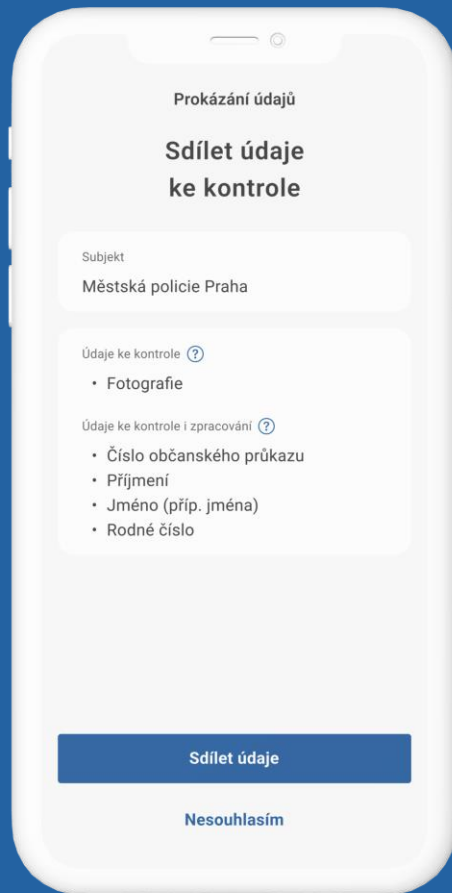 Prokázání údajů
Sdílet údaje
ke kontrole
Subjekt
Městská policie Praha
Údaje ke kontrole ?
• Fotografie
Údaje ke kontrole i zpracování ?
• Číslo občanského průkazu
• Příjmení
• Jméno (příp. jména)
• Rodné číslo
Sdílet údaje
Nesouhlasím